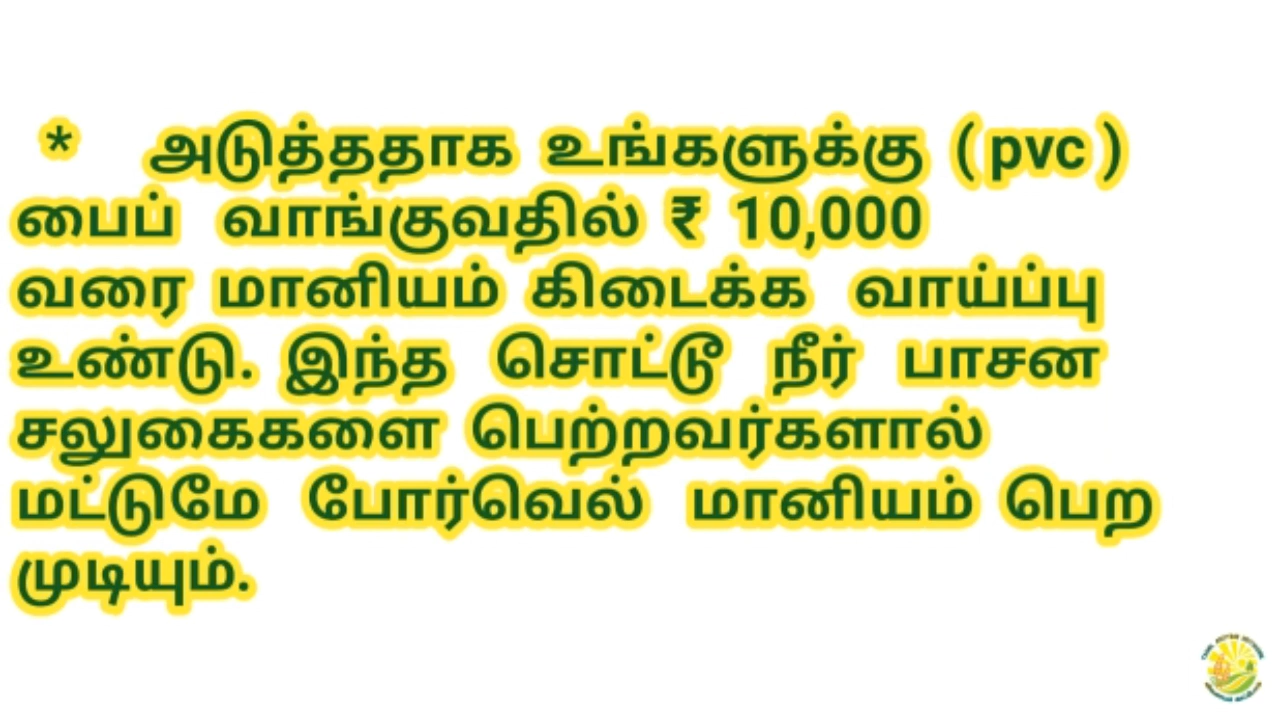 * அடுத்ததாக உங்களுக்கு ( pvc )
பைப் வாங்குவதில் ₹ 10,000
வரை மானியம் கிடைக்க வாய்ப்பு
உண்டு. இந்த சொட்டூ நீர் பாசன
சலுகைகளை பெற்றவர்களால்
மட்டுமே போர்வெல் மானியம் பெற
முடியும்.